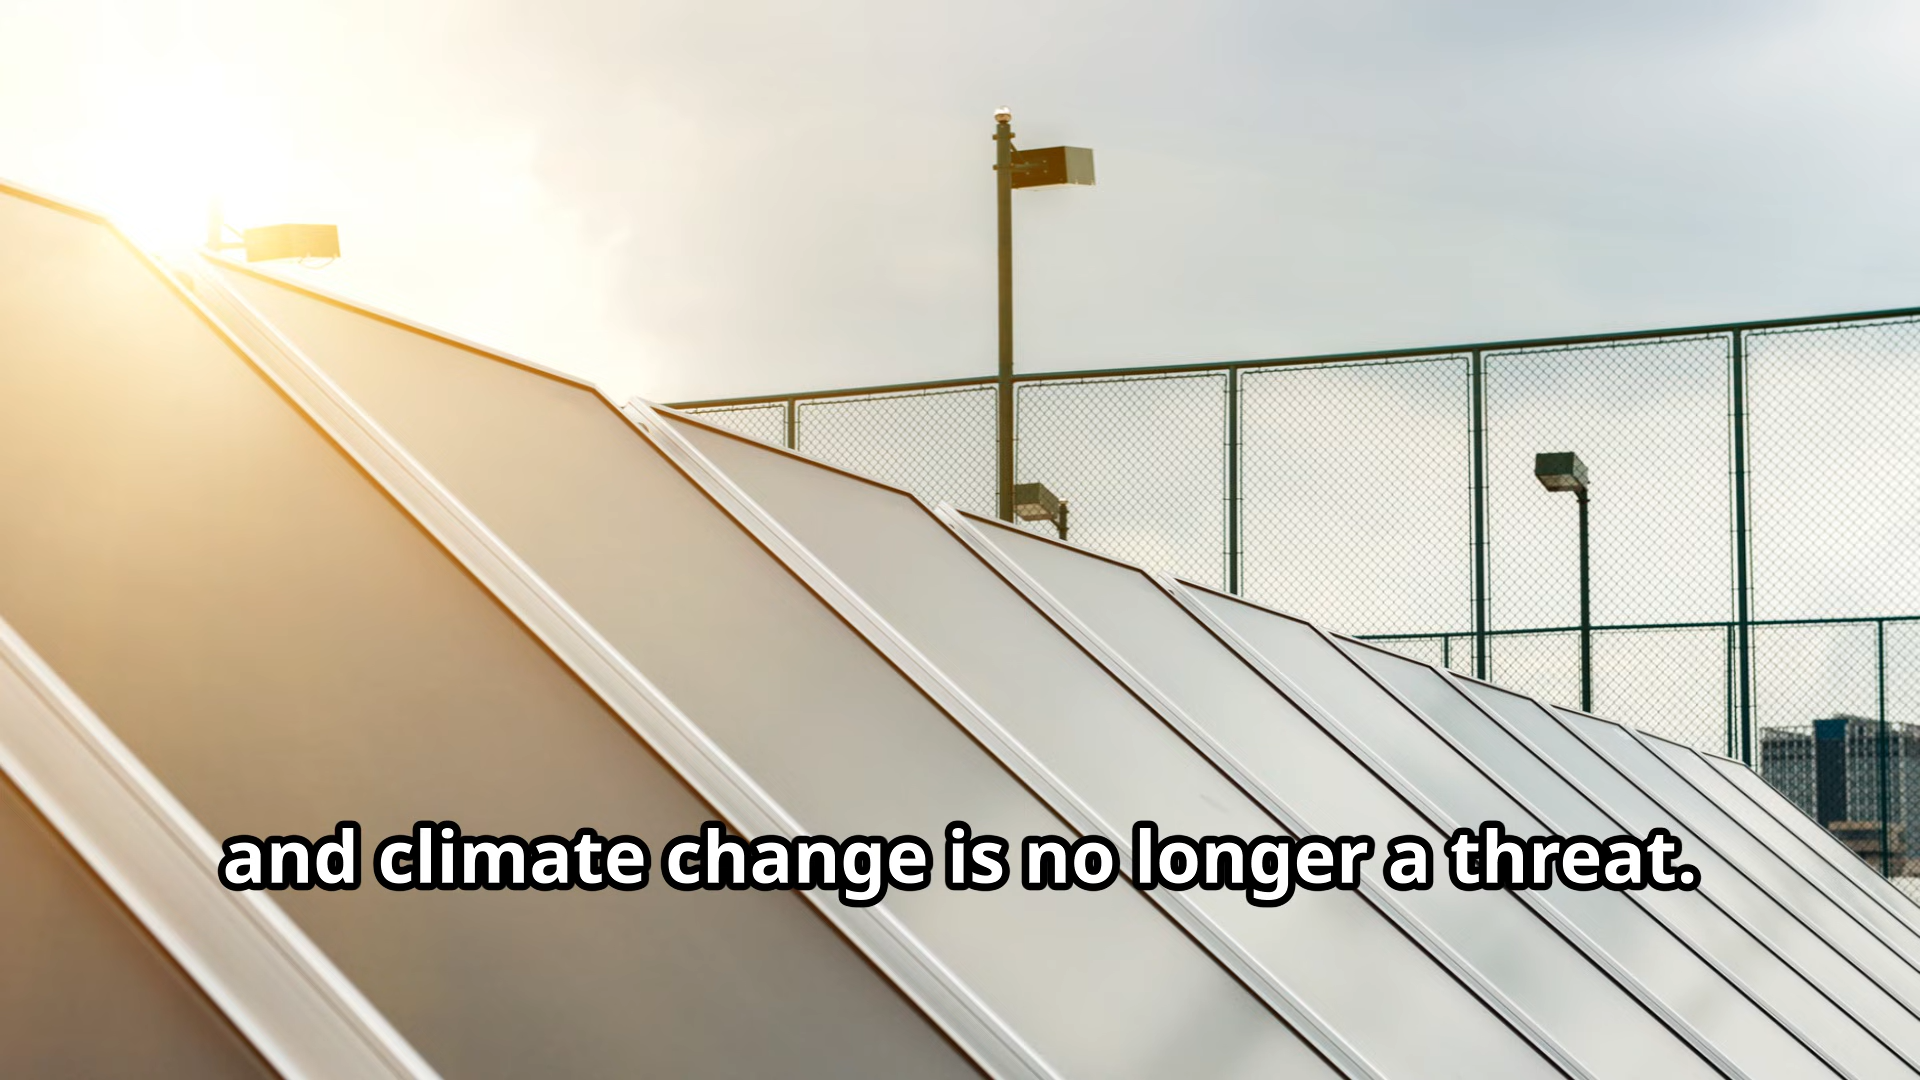 and climate change is no longer a threat.